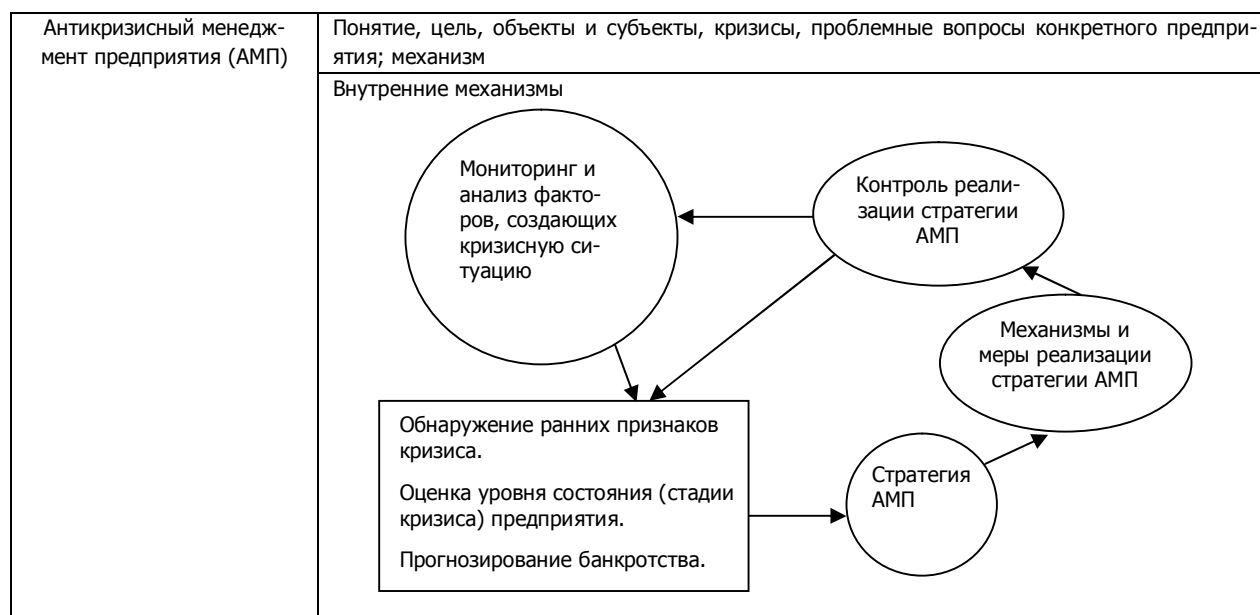 Антикризисный менедж-
мент предприятия (АМП)
Понятие, цель, объекты и субъекты, кризисы, проблемные вопросы конкретного предпри-
ятия; механизм
Внутренние механизмы
Мониторинг и
анализ факто-
ров, создающих
кризисную си-
туацию
Контроль реали-
зации стратегии
АМП
Механизмы и
меры реализации
стратегии АМП
Обнаружение ранних признаков
кризиса.
Оценка уровня состояния (стадии
кризиса) предприятия.
Прогнозирование банкротства.
Стратегия
АМП